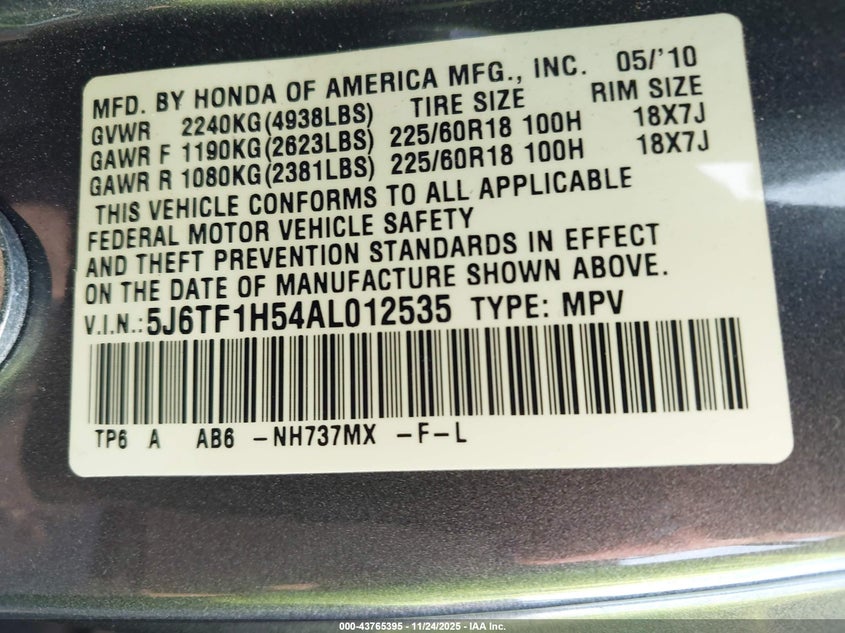 MFD. BY HONDA OF AMERICA MFG., INC. 05/'10
GVWR 2240KG(4938LBS) TIRE SIZE RIM SIZE
GAWR F 1190KG(2623LBS) 225/60R18 100H 18X7J
GAWR R 1080KG(2381LBS) 225/60R18 100H 18X7J
THIS VEHICLE CONFORMS TO ALL APPLICABLE
FEDERAL MOTOR VEHICLE SAFETY
AND THEFT PREVENTION STANDARDS IN EFFECT
ON THE DATE OF MANUFACTURE SHOWN ABOVE.
V.I.N.:5J6TF1H54AL012535 TYPE: MPV
TP6 A AB6 -NH737MX -F-L
000-43765395 - 11/24/2025 - IAA Inc.